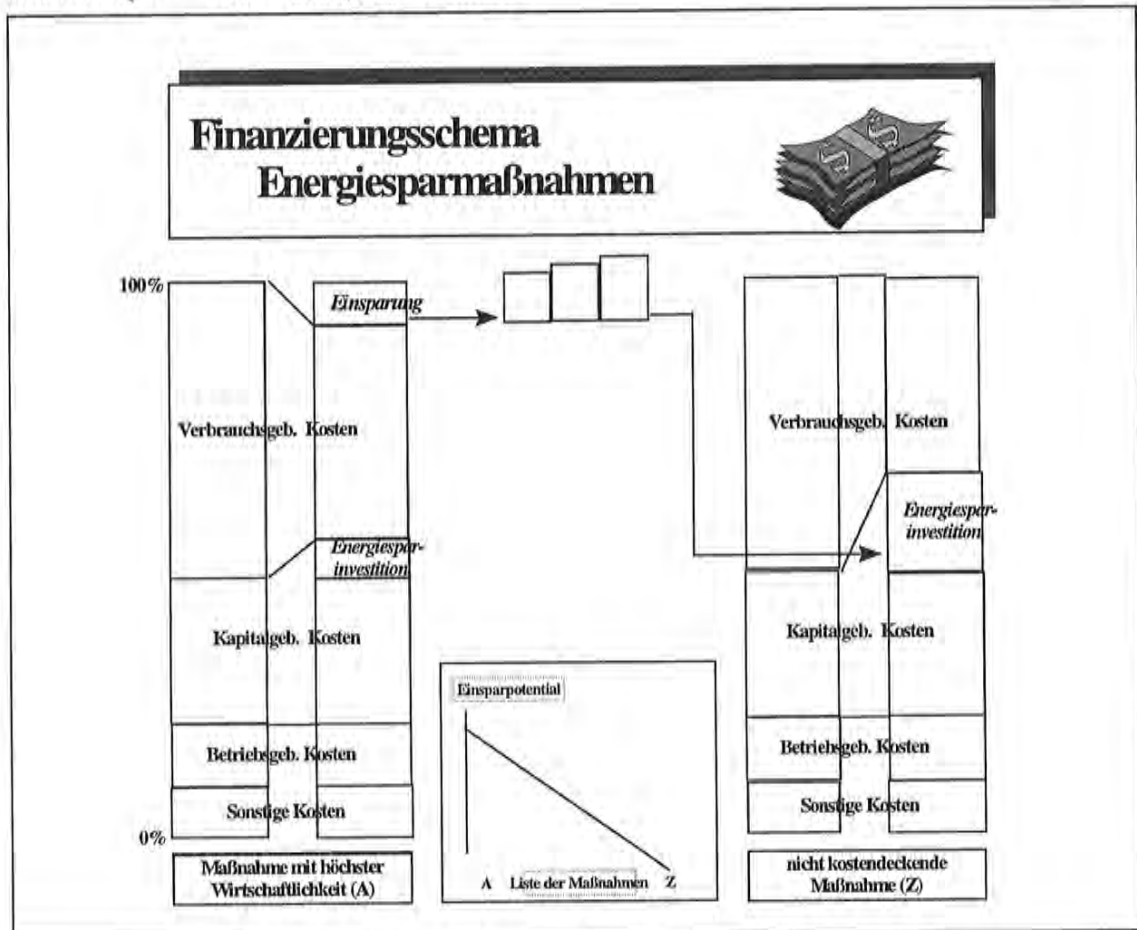 Finanzierungsschema
Energiesparmaßnahmen
100%
Einsparung
Verbrauchsgeb. Kosten
Verbrauchsgeb. Kosten
Energiespar-
investition
Energiespar-
investition
Kapitalgeb. Kosten
Kapitalgeb. Kosten
Einsparpotential
Betriebsgeb. Kosten
Betriebsgeb. Kosten
Sonstige Kosten
Sonstige Kosten
0%
A Liste der Maßnahmen Z
Maßnahme mit höchster
Wirtschaftlichkeit (A)
nicht kostendeckende
Maßnahme (Z)